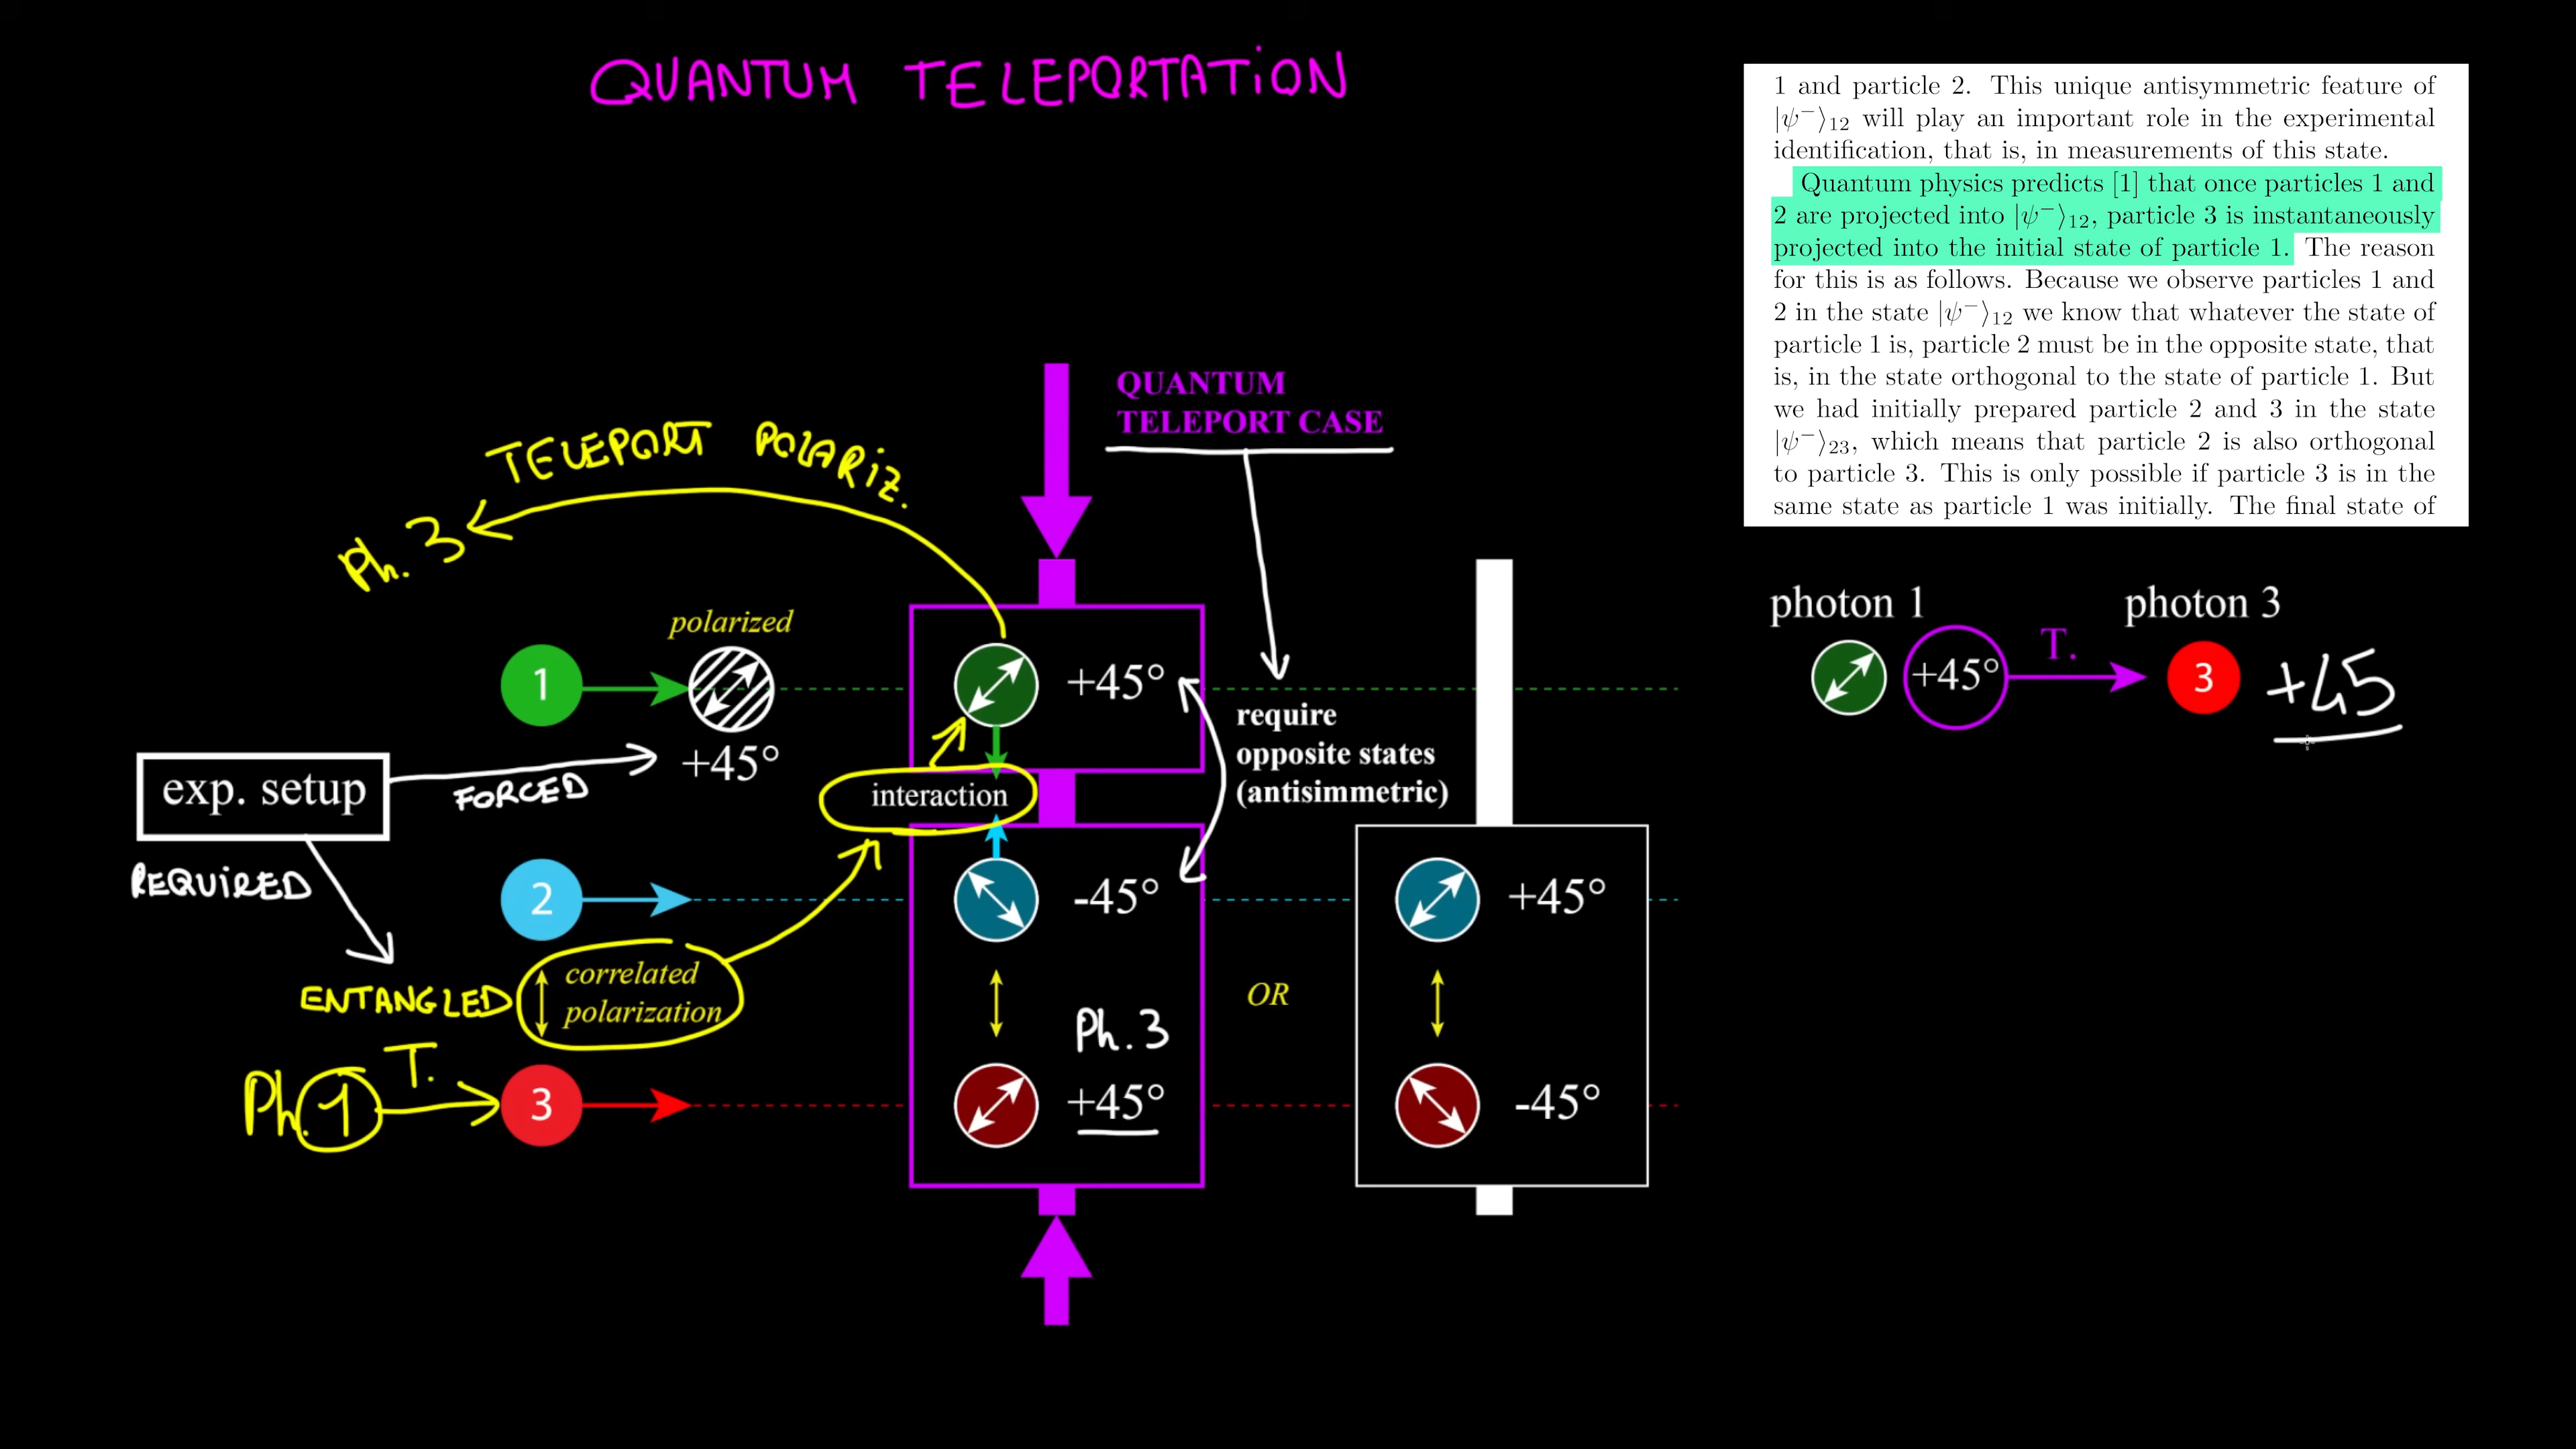 QUANTUM TELEPORTATION
1 and particle 2. This unique antisymmetric feature of
|ψ⁻⟩₁₂ will play an important role in the experimental
identification, that is, in measurements of this state.
Quantum physics predicts [1] that once particles 1 and
2 are projected into |ψ⁻⟩₁₂, particle 3 is instantaneously
projected into the initial state of particle 1. The reason
for this is as follows. Because we observe particles 1 and
2 in the state |ψ⁻⟩₁₂ we know that whatever the state of
particle 1 is, particle 2 must be in the opposite state, that
is, in the state orthogonal to the state of particle 1. But
we had initially prepared particle 2 and 3 in the state
|ψ⁻⟩₂₃, which means that particle 2 is also orthogonal
to particle 3. This is only possible if particle 3 is in the
same state as particle 1 was initially. The final state of
QUANTUM
TELEPORT CASE
TELEPORT POLARIZ.
Ph. 3
photon 1
photon 3
+45°
T.
3
+45
polarized
1
+45°
+45°
require
opposite states
(antisimmetric)
exp. setup
FORCED
interaction
REQUIRED
2
-45°
+45°
ENTANGLED
correlated
polarization
OR
Ph. 3
Ph. 1
T.
3
+45°
-45°